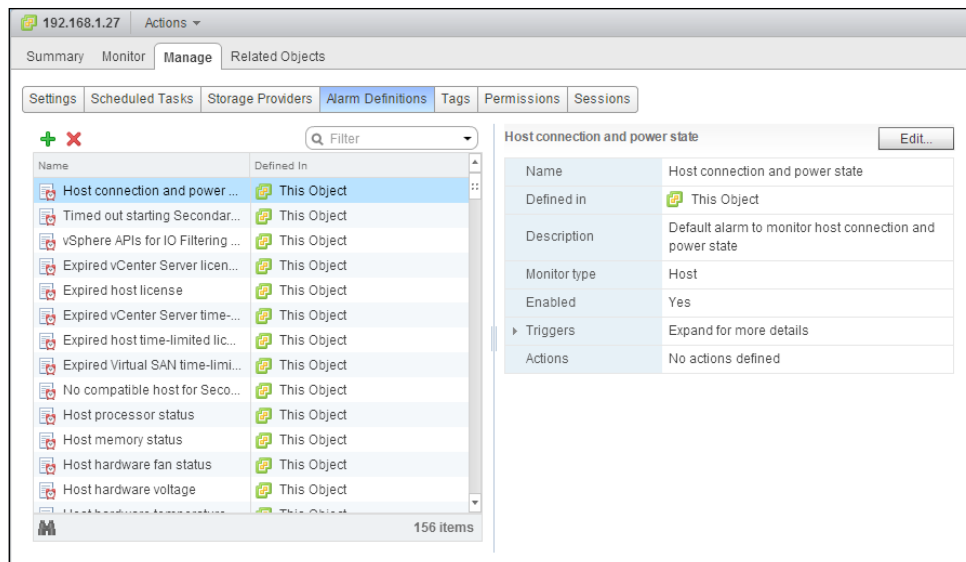 192.168.1.27 Actions
Summary Monitor Manage Related Objects
Settings Scheduled Tasks Storage Providers Alarm Definitions Tags Permissions Sessions
Filter
Name Defined In
Host connection and power ... This Object
Timed out starting Secondar... This Object
vSphere APIs for IO Filtering ... This Object
Expired vCenter Server licen... This Object
Expired host license This Object
Expired vCenter Server time-... This Object
Expired host time-limited lic... This Object
Expired Virtual SAN time-limi... This Object
No compatible host for Seco... This Object
Host processor status This Object
Host memory status This Object
Host hardware fan status This Object
Host hardware voltage This Object
Host hardware temperature This Object
156 items
Host connection and power state Edit...
Name Host connection and power state
Defined in This Object
Description Default alarm to monitor host connection and
power state
Monitor type Host
Enabled Yes
Triggers Expand for more details
Actions No actions defined